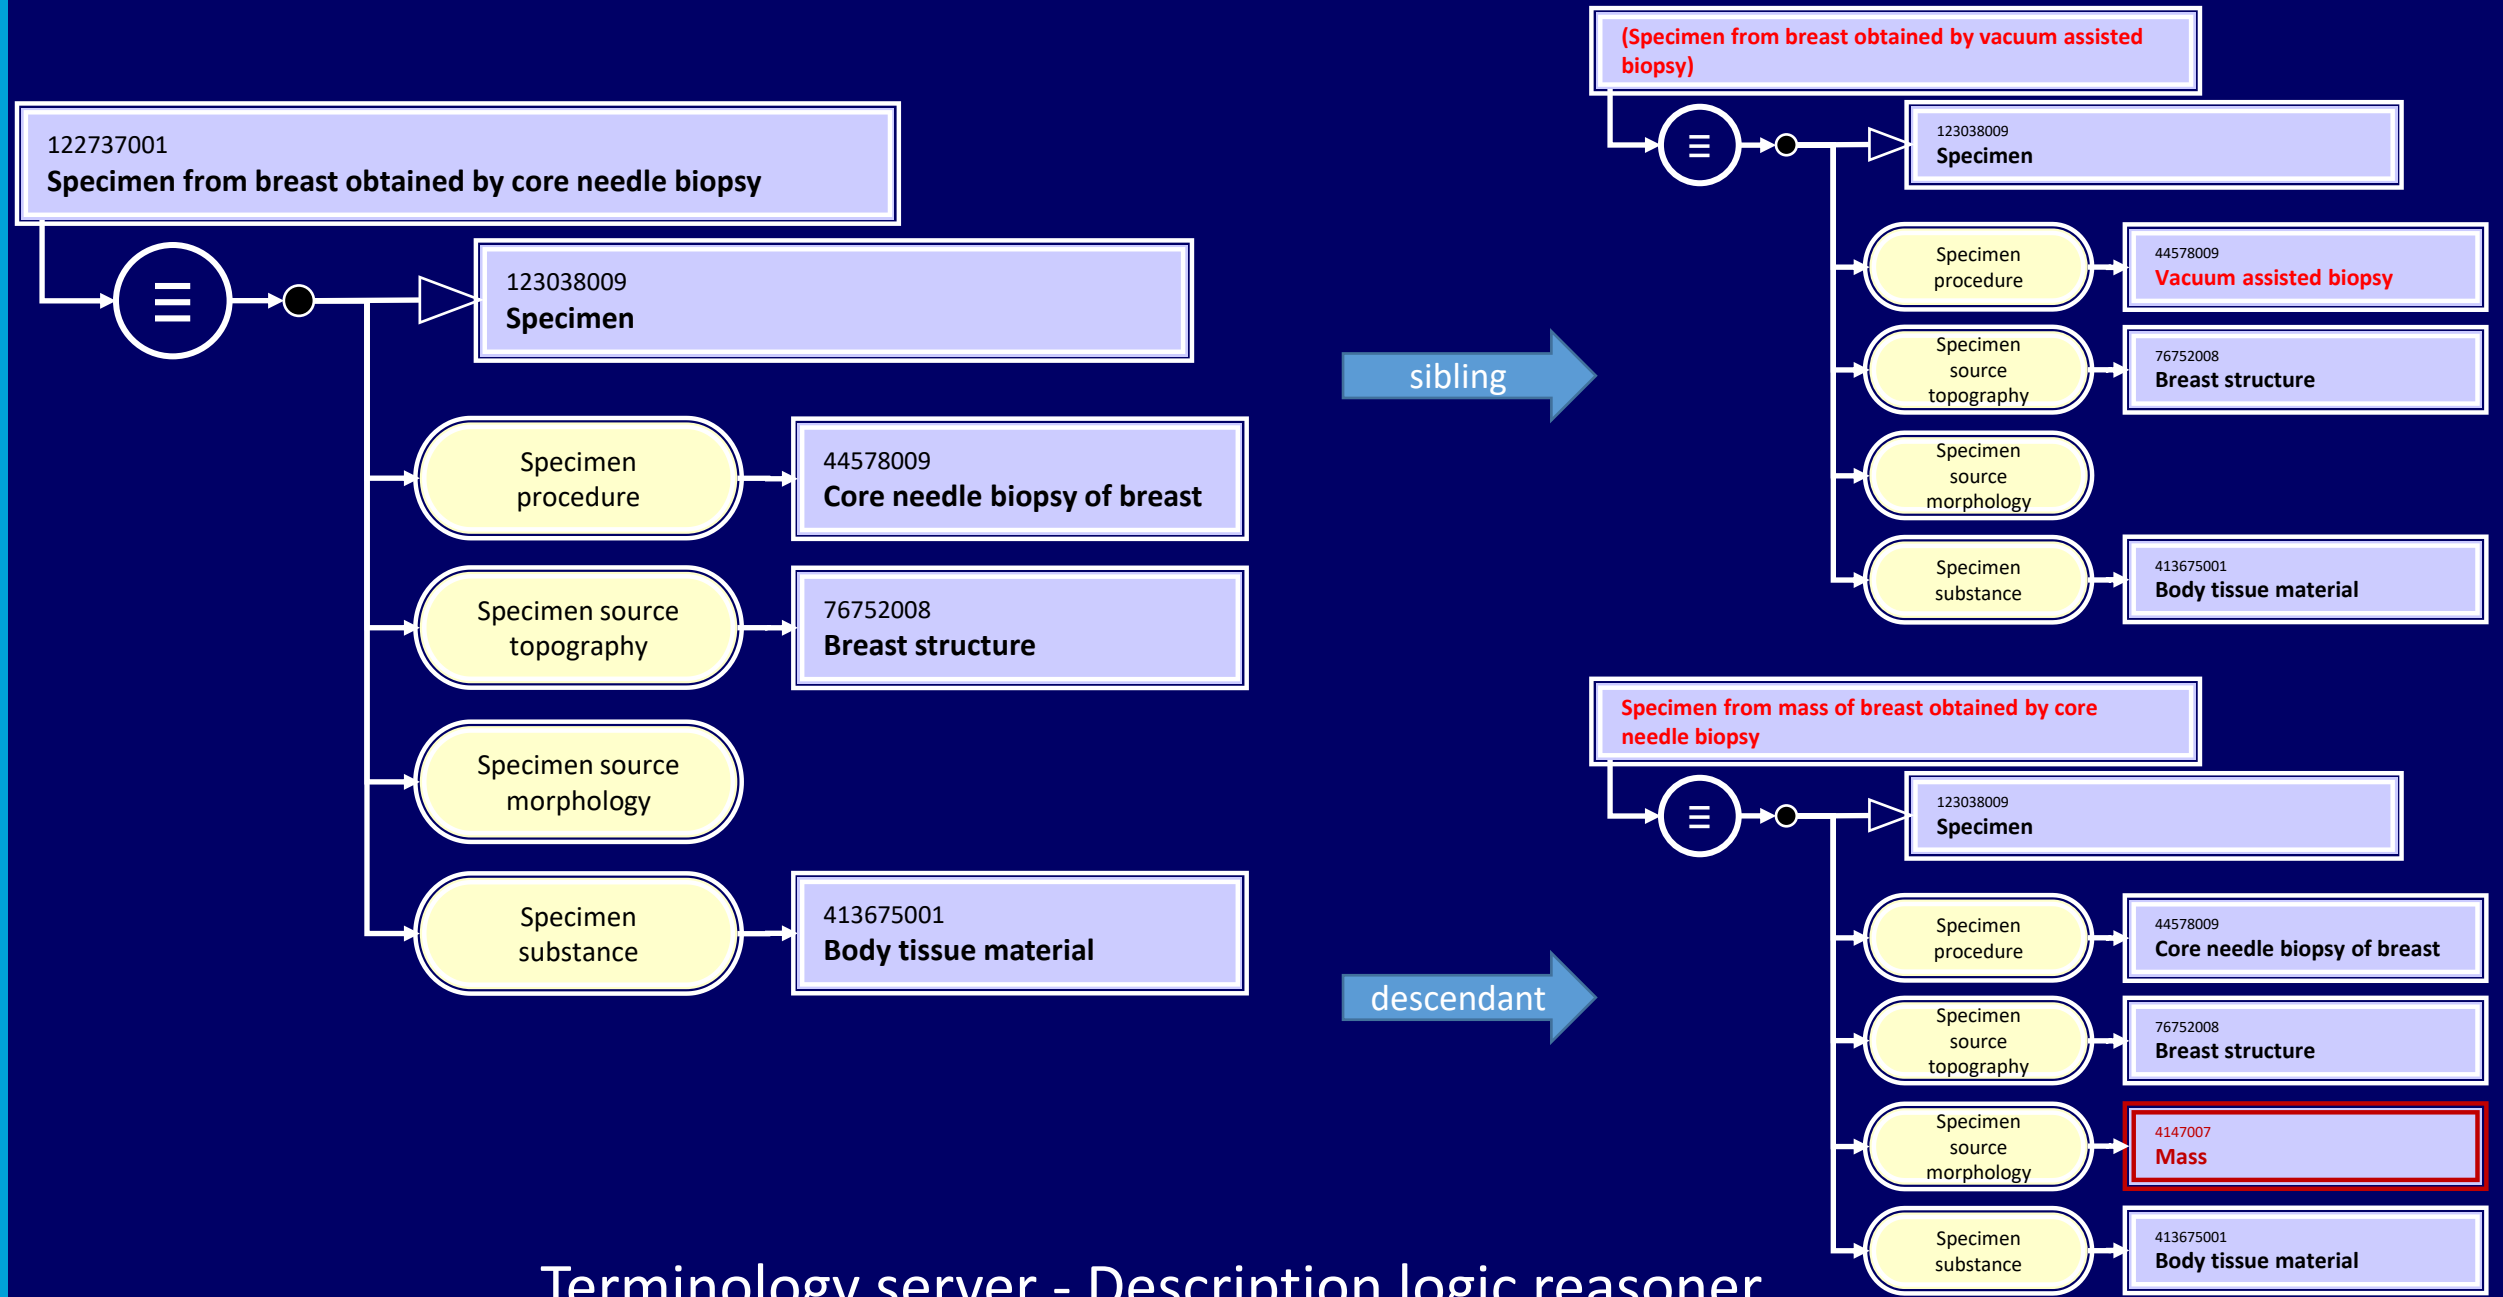 122737001
Specimen from breast obtained by core needle biopsy
≡
123038009
Specimen
Specimen
procedure
44578009
Core needle biopsy of breast
Specimen source
topography
76752008
Breast structure
Specimen source
morphology
Specimen
substance
413675001
Body tissue material
sibling
descendant
(Specimen from breast obtained by vacuum assisted
biopsy)
≡
123038009
Specimen
Specimen
procedure
44578009
Vacuum assisted biopsy
Specimen
source
topography
76752008
Breast structure
Specimen
source
morphology
Specimen
substance
413675001
Body tissue material
Specimen from mass of breast obtained by core
needle biopsy
≡
123038009
Specimen
Specimen
procedure
44578009
Core needle biopsy of breast
Specimen
source
topography
76752008
Breast structure
Specimen
source
morphology
4147007
Mass
Specimen
substance
413675001
Body tissue material
Terminology server - Description logic reasoner